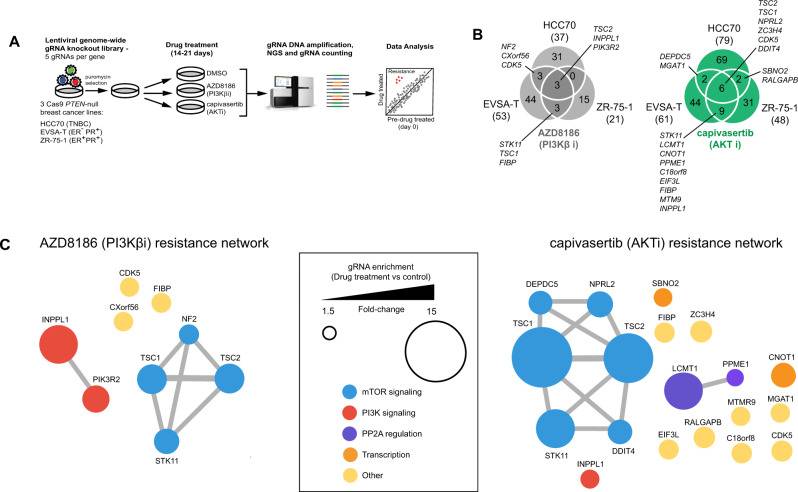 A
Lentiviral genome-wide
gRNA knockout library -
5 gRNAs per gene
puromycin
selection
3 Cas9 PTEN-null
breast cancer lines:
HCC70 (TNBC)
EVSA-T (ER⁻ PR⁺)
ZR-75-1 (ER⁺PR⁺)
Drug treatment
(14-21 days)
DMSO
AZD8186
(PI3Kβi)
capivasertib
(AKTi)
gRNA DNA amplification,
NGS and gRNA counting
Data Analysis
Resistance
Drug treated
Pre-drug treated
(day 0)
B
HCC70
(37)
NF2
CXorf56
CDK5
TSC2
INPPL1
PIK3R2
31
3
0
3
44
3
15
EVSA-T
(53)
ZR-75-1
(21)
AZD8186
(PI3Kβ i)
STK11
TSC1
FIBP
HCC70
(79)
TSC2
TSC1
NPRL2
ZC3H4
CDK5
DDIT4
DEPDC5
MGAT1
SBNO2
RALGAPB
69
2
2
6
44
9
31
EVSA-T
(61)
ZR-75-1
(48)
capivasertib
(AKT i)
STK11
LCMT1
CNOT1
PPME1
C18orf8
EIF3L
FIBP
MTM9
INPPL1
C
AZD8186 (PI3Kβi) resistance network
CDK5
FIBP
CXorf56
INPPL1
PIK3R2
NF2
TSC1
TSC2
STK11
gRNA enrichment
(Drug treatment vs control)
1.5
Fold-change
15
mTOR signaling
PI3K signaling
PP2A regulation
Transcription
Other
capivasertib (AKTi) resistance network
DEPDC5
NPRL2
TSC1
TSC2
STK11
DDIT4
INPPL1
SBNO2
FIBP
ZC3H4
LCMT1
PPME1
CNOT1
MTMR9
MGAT1
RALGAPB
EIF3L
C18orf8
CDK5